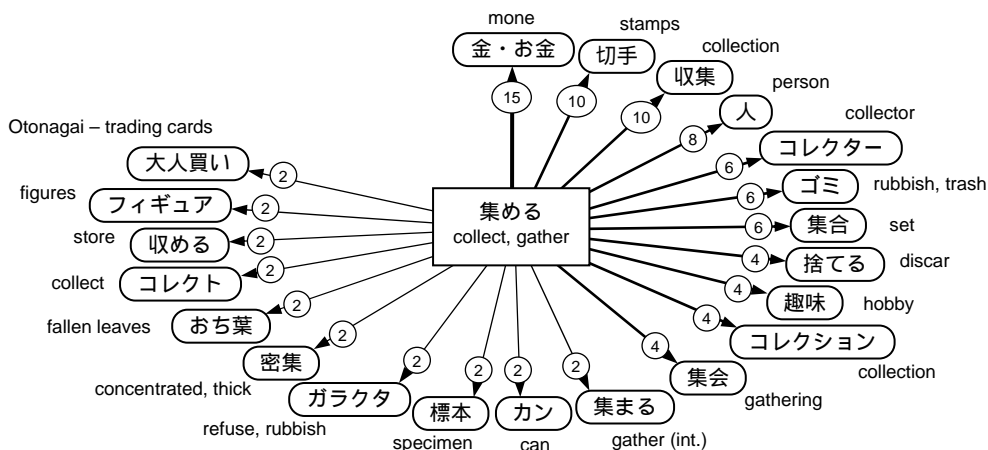 集める
collect, gather
mone
金・お金
15
stamps
切手
10
collection
収集
10
person
人
8
collector
コレクター
6
rubbish, trash
ゴミ
6
set
集合
6
discar
捨てる
4
hobby
趣味
4
collection
コレクション
4
gathering
集会
4
gather (int.)
集まる
2
can
カン
2
specimen
標本
2
refuse, rubbish
ガラクタ
2
concentrated, thick
密集
2
fallen leaves
おち葉
2
collect
コレクト
2
store
収める
2
figures
フィギュア
2
Otonagai – trading cards
大人買い
2